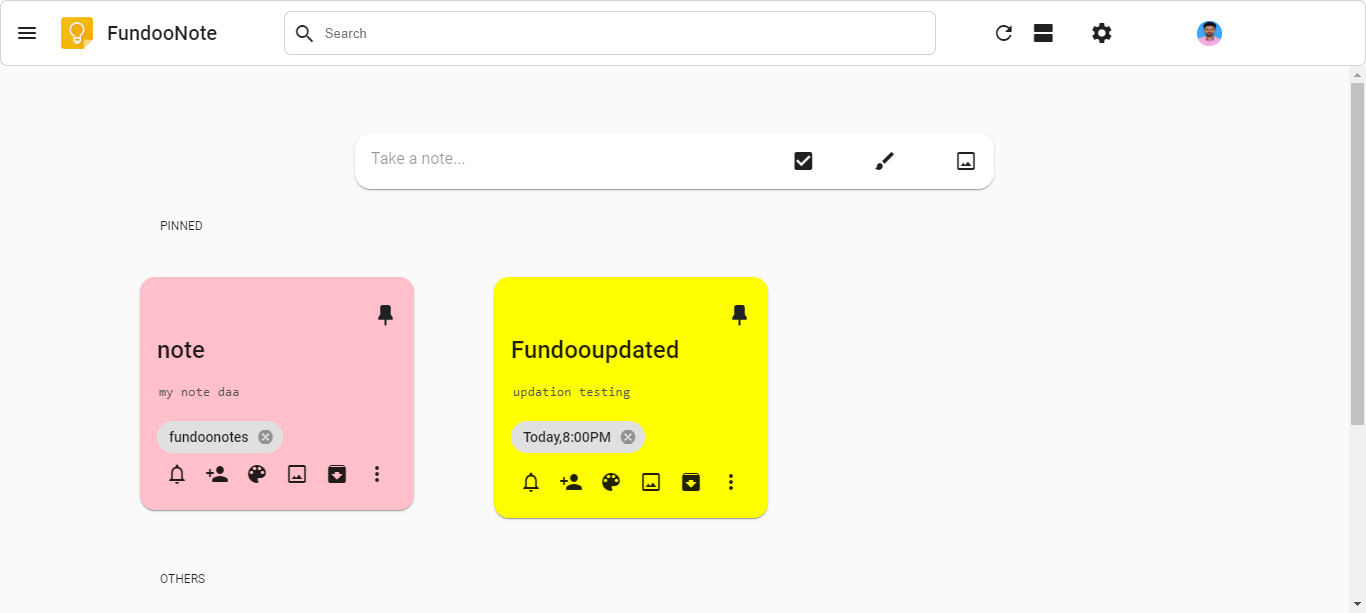 FundooNote
Search
Take a note...
PINNED
note
my note daa
fundoonotes
Fundooupdated
updation testing
Today,8:00PM
OTHERS